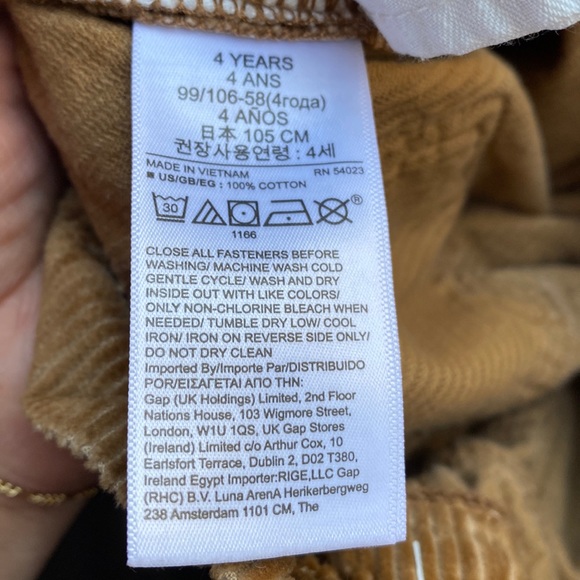 4 YEARS
4 ANS
99/106-58(4года)
4 AÑOS
日本 105 CM
권장사용연령 : 4세
MADE IN VIETNAM RN 54023
■ US/GB/EG : 100% COTTON
30 ®
1166
CLOSE ALL FASTENERS BEFORE
WASHING/ MACHINE WASH COLD
GENTLE CYCLE/ WASH AND DRY
INSIDE OUT WITH LIKE COLORS/
ONLY NON-CHLORINE BLEACH WHEN
NEEDED/ TUMBLE DRY LOW/ COOL
IRON/ IRON ON REVERSE SIDE ONLY/
DO NOT DRY CLEAN
Imported By/Importe Par/DISTRIBUIDO
POR/ΕΙΣΑΓΕΤΑΙ ΑΠΟ ΤΗΝ:
Gap (UK Holdings) Limited, 2nd Floor
Nations House, 103 Wigmore Street,
London, W1U 1QS, UK Gap Stores
(Ireland) Limited c/o Arthur Cox, 10
Earlsfort Terrace, Dublin 2, D02 T380,
Ireland Egypt Importer:RIGE,LLC Gap
(RHC) B.V. Luna ArenA Herikerbergweg
238 Amsterdam 1101 CM, The